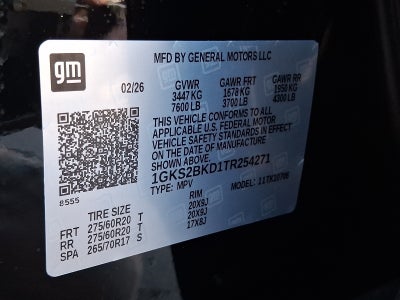 gm
MFD BY GENERAL MOTORS LLC
02/26 GVWR GAWR FRT GAWR RR
3447 KG 1678 KG 1950 KG
7600 LB 3700 LB 4300 LB
THIS VEHICLE CONFORMS TO ALL
APPLICABLE U.S. FEDERAL MOTOR
VEHICLE SAFETY STANDARDS IN EFFECT
ON THE DATE OF MANUFACTURE
SHOWN ABOVE.
1GKS2BKD1TR254271
8555 TYPE: MPV MODEL: 11TK10706
TIRE SIZE RIM
FRT 275/60R20 T 20X9J
RR 275/60R20 T 20X9J
SPA 265/70R17 S 17X8J